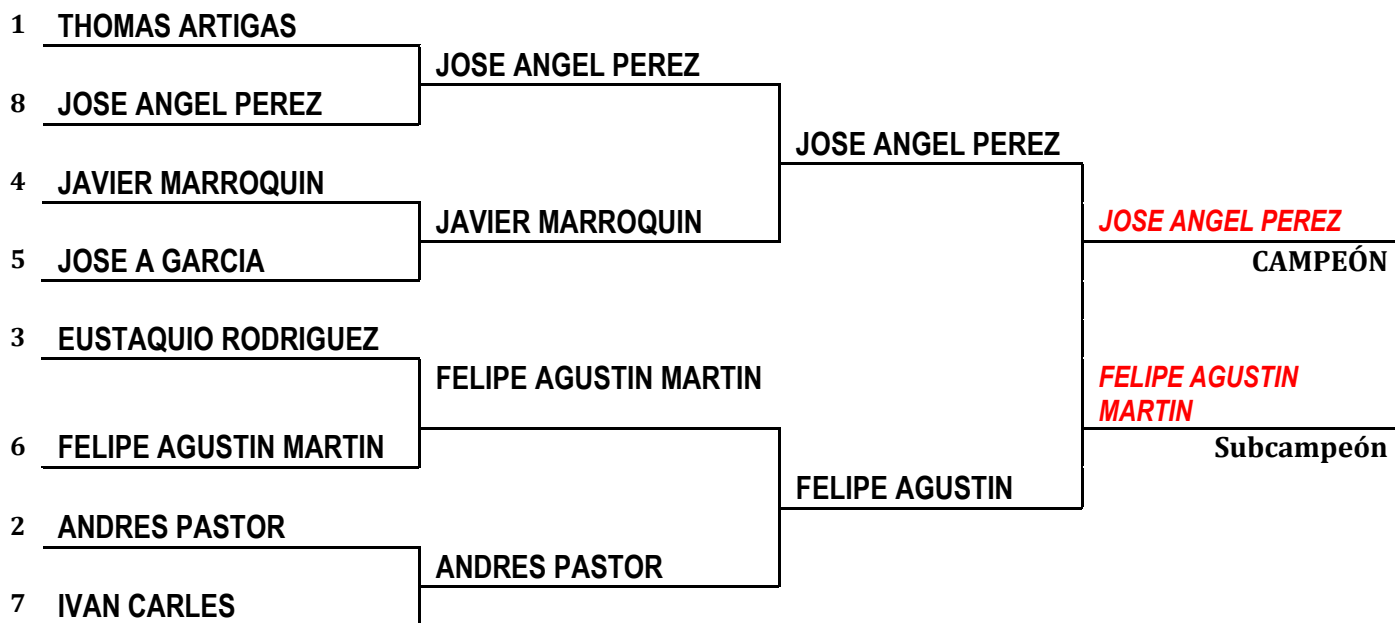 1 THOMAS ARTIGAS
JOSE ANGEL PEREZ
8 JOSE ANGEL PEREZ
JOSE ANGEL PEREZ
4 JAVIER MARROQUIN
JAVIER MARROQUIN
JOSE ANGEL PEREZ
5 JOSE A GARCIA
CAMPEÓN
3 EUSTAQUIO RODRIGUEZ
FELIPE AGUSTIN MARTIN
FELIPE AGUSTIN
MARTIN
6 FELIPE AGUSTIN MARTIN
Subcampeón
FELIPE AGUSTIN
2 ANDRES PASTOR
ANDRES PASTOR
7 IVAN CARLES